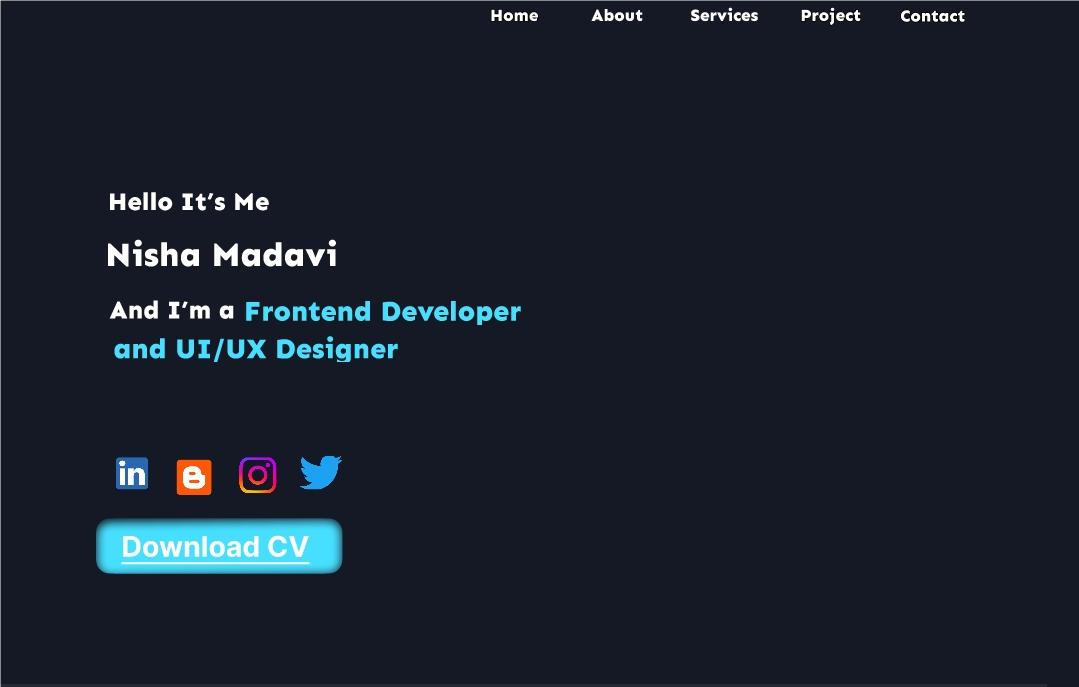 Home About Services Project Contact
Hello It’s Me
Nisha Madavi
And I’m a Frontend Developer
and UI/UX Designer
in
Download CV